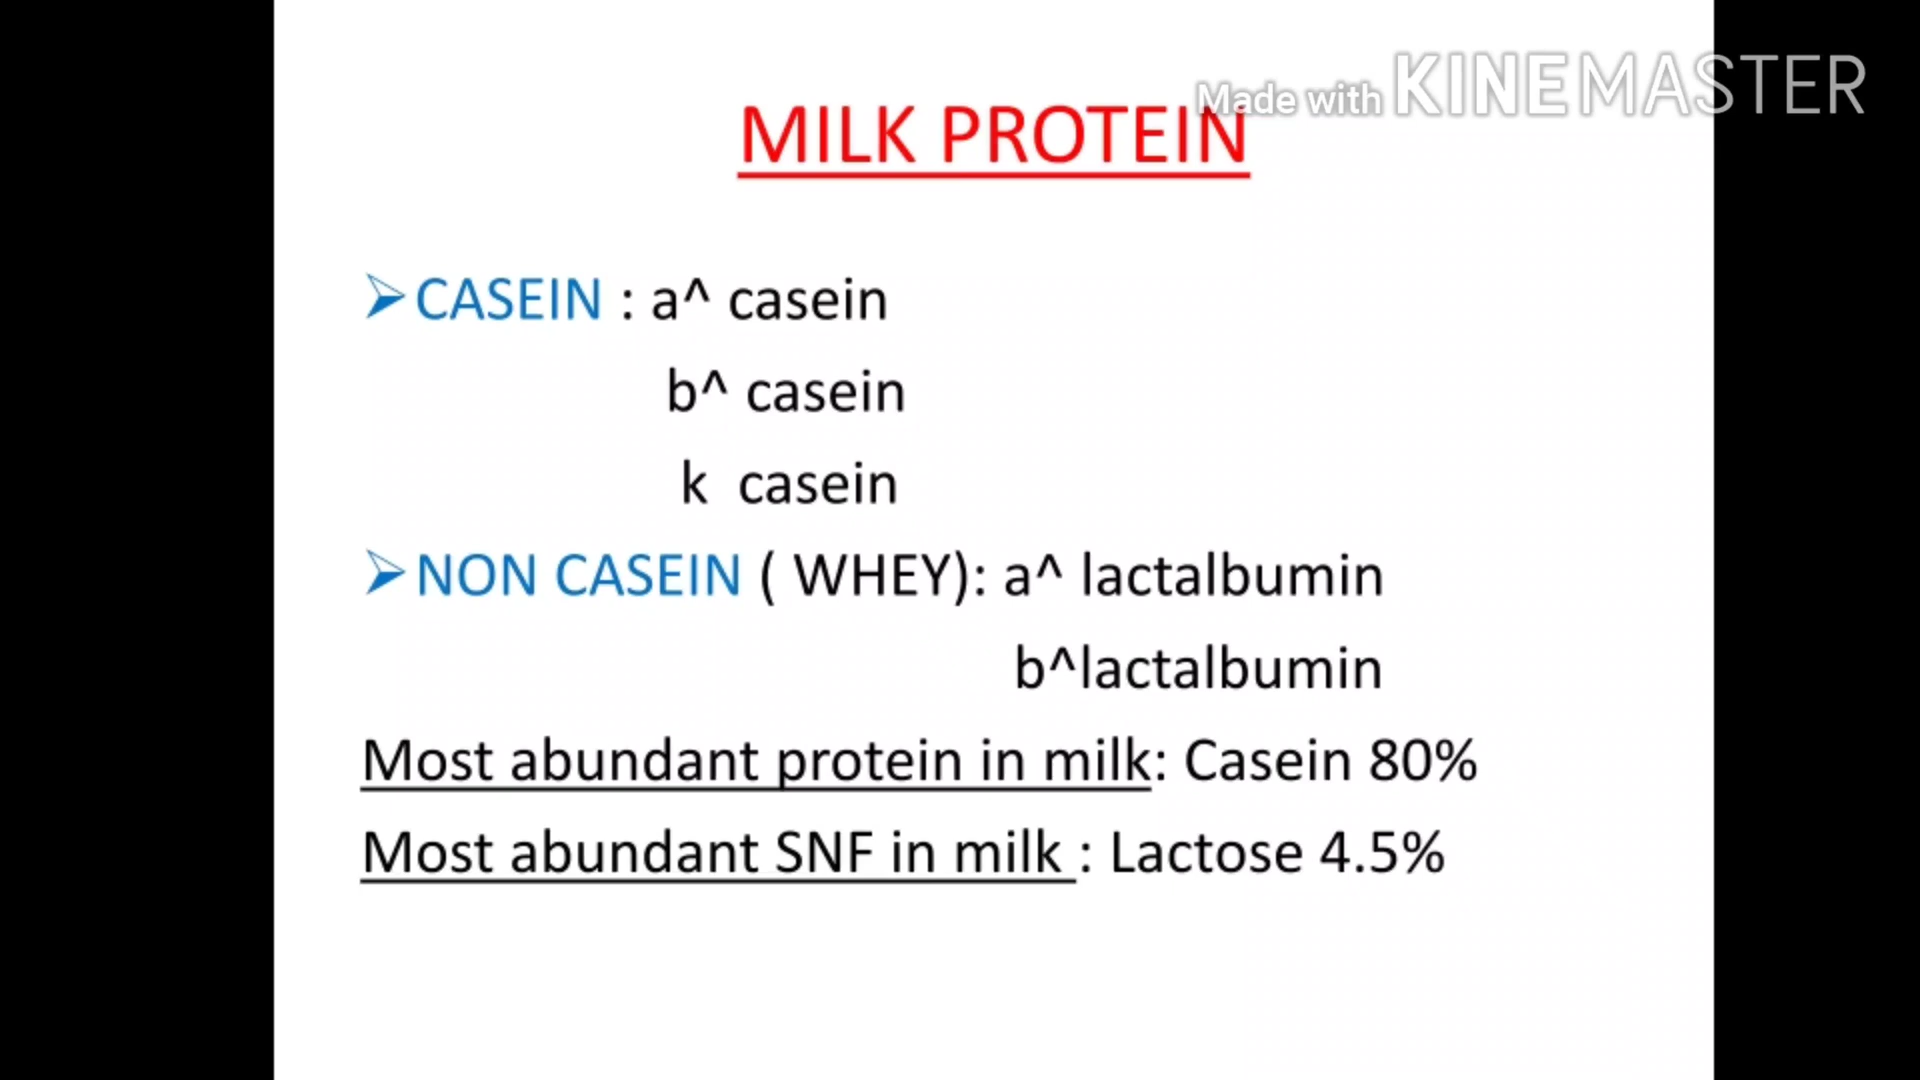 Made with KINEMASTER
MILK PROTEIN
CASEIN : a^ casein
b^ casein
k casein
NON CASEIN ( WHEY): a^ lactalbumin
b^lactalbumin
Most abundant protein in milk: Casein 80%
Most abundant SNF in milk : Lactose 4.5%